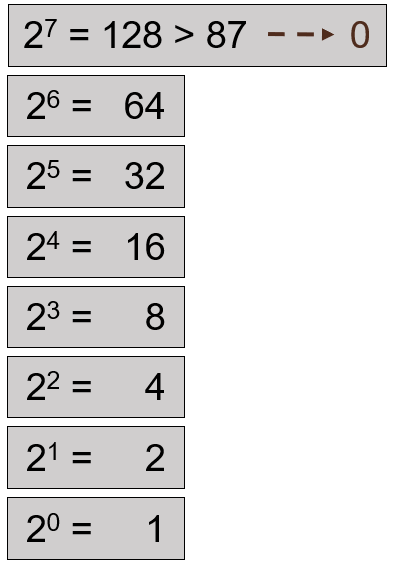 2⁷ = 128 > 87 --→ 0
2⁶ = 64
2⁵ = 32
2⁴ = 16
2³ = 8
2² = 4
2¹ = 2
2⁰ = 1